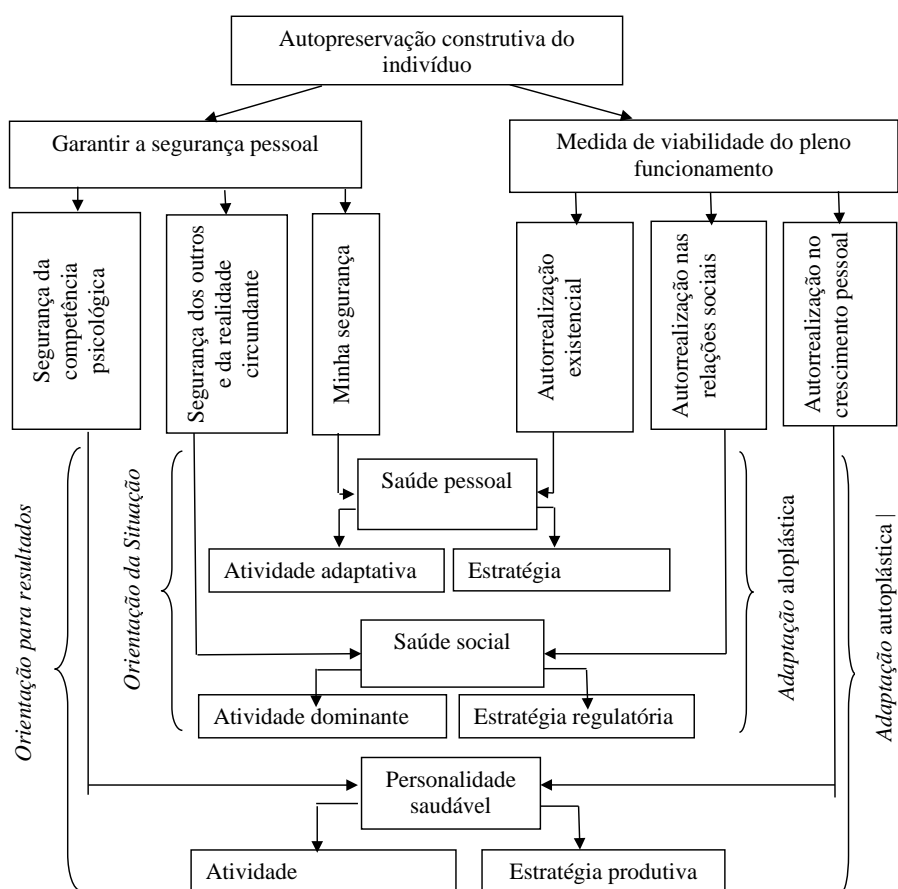 Autopreservação construtiva do
indivíduo
Garantir a segurança pessoal
Medida de viabilidade do pleno
funcionamento
Segurança da
competência
psicológica
Segurança dos outros
e da realidade
circundante
Minha segurança
Autorrealização
existencial
Autorrealização nas
relações sociais
Autorrealização no
crescimento pessoal
Orientação para resultados
Orientação da Situação
Saúde pessoal
Atividade adaptativa
Estratégia
Saúde social
Atividade dominante
Estratégia regulatória
Adaptação aloplástica
Adaptação autoplástica |
Personalidade
saudável
Atividade
Estratégia produtiva